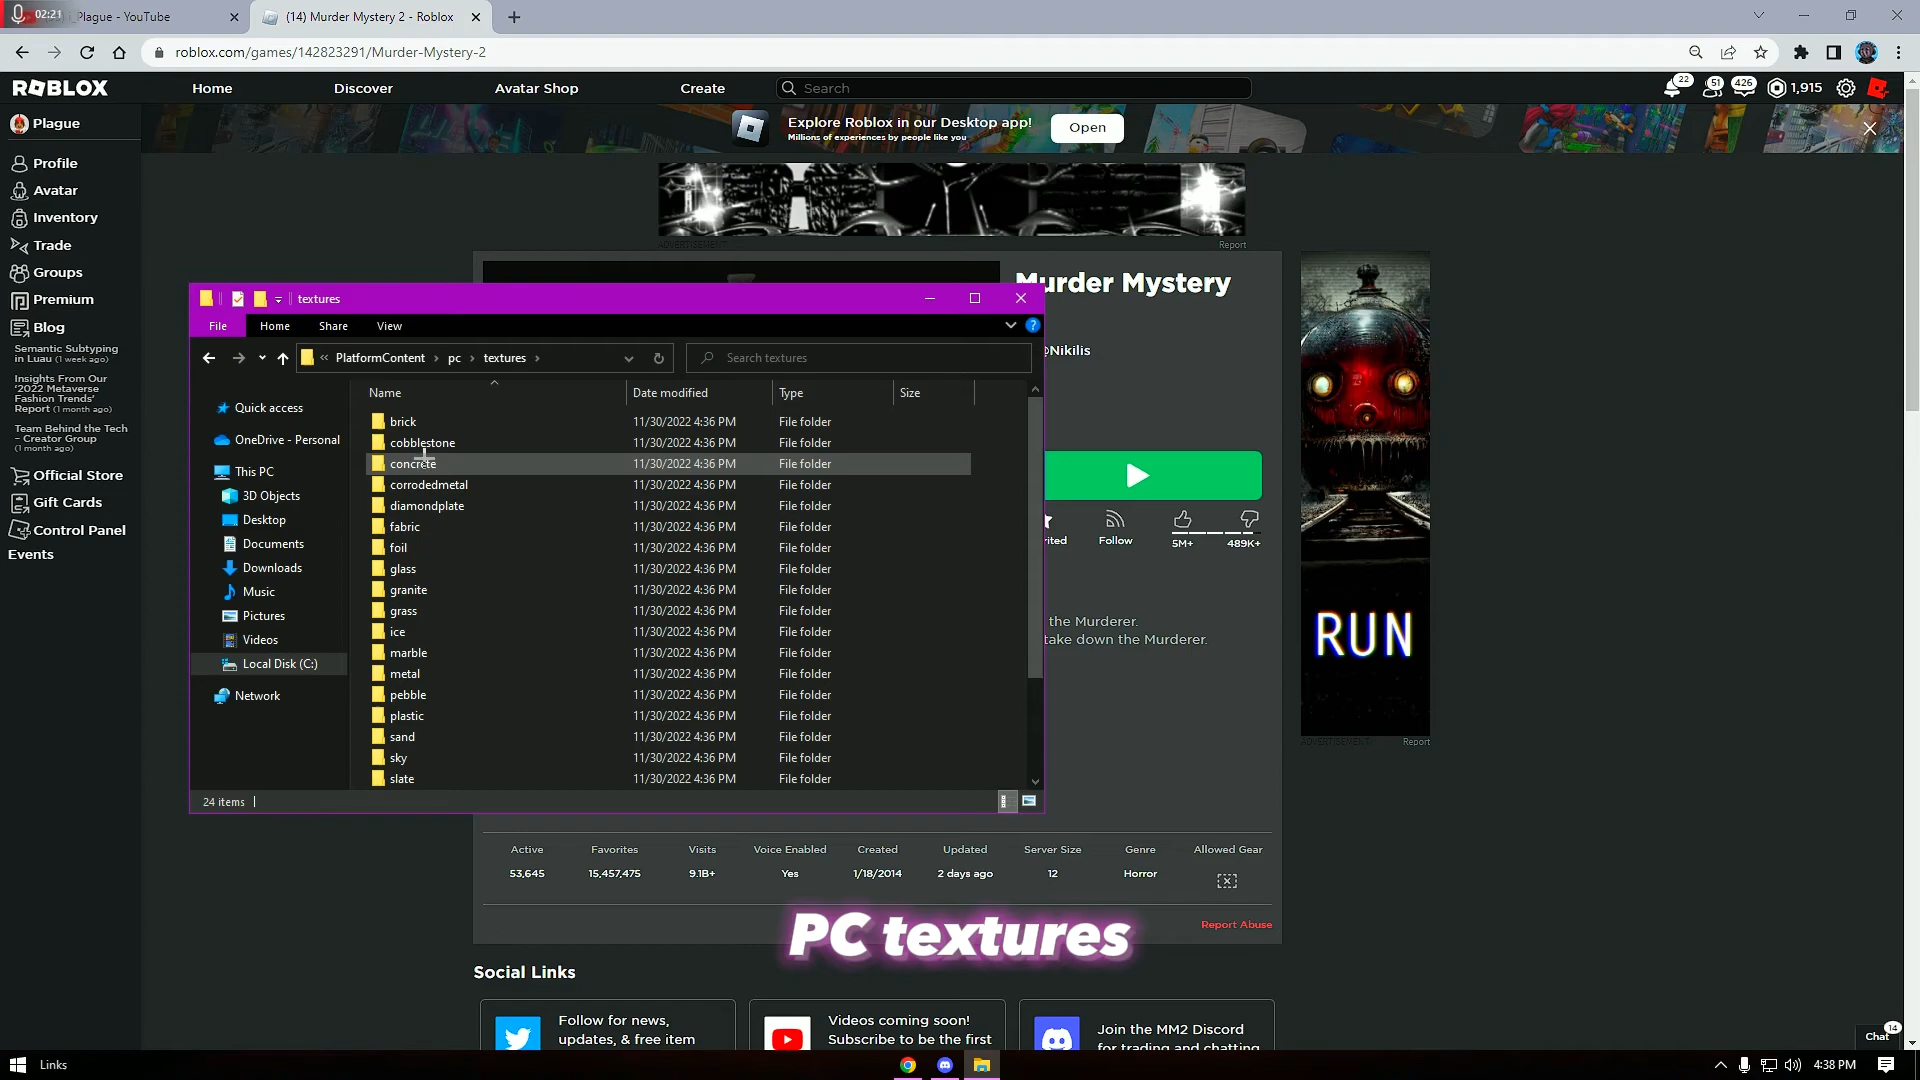 02:21
Plague - YouTube
(14) Murder Mystery 2 - Roblox
roblox.com/games/142823291/Murder-Mystery-2
ROBLOX
Home
Discover
Avatar Shop
Create
Search
22
51
426
1,915
Plague
Explore Roblox in our Desktop app!
Millions of experiences by people like you
Open
Profile
Avatar
Inventory
Trade
Groups
Premium
Blog
Semantic Subtyping
in Luau (1 week ago)
Insights From Our
'2022 Metaverse
Fashion Trends'
Report (1 month ago)
Team Behind the Tech
- Creator Group
(1 month ago)
Official Store
Gift Cards
Control Panel
Events
ADVERTISEMENT
Report
Murder Mystery
@Nikilis
textures
File
Home
Share
View
PlatformContent
pc
textures
Search textures
Quick access
OneDrive - Personal
This PC
3D Objects
Desktop
Documents
Downloads
Music
Pictures
Videos
Local Disk (C:)
Network
Name
Date modified
Type
Size
brick 11/30/2022 4:36 PM File folder
cobblestone 11/30/2022 4:36 PM File folder
concrete 11/30/2022 4:36 PM File folder
corrodedmetal 11/30/2022 4:36 PM File folder
diamondplate 11/30/2022 4:36 PM File folder
fabric 11/30/2022 4:36 PM File folder
foil 11/30/2022 4:36 PM File folder
glass 11/30/2022 4:36 PM File folder
granite 11/30/2022 4:36 PM File folder
grass 11/30/2022 4:36 PM File folder
ice 11/30/2022 4:36 PM File folder
marble 11/30/2022 4:36 PM File folder
metal 11/30/2022 4:36 PM File folder
pebble 11/30/2022 4:36 PM File folder
plastic 11/30/2022 4:36 PM File folder
sand 11/30/2022 4:36 PM File folder
sky 11/30/2022 4:36 PM File folder
slate 11/30/2022 4:36 PM File folder
24 items
rited
Follow
5M+
489K+
the Murderer.
take down the Murderer.
RUN
ADVERTISEMENT
Report
Active
Favorites
Visits
Voice Enabled
Created
Updated
Server Size
Genre
Allowed Gear
53,645
15,457,475
9.1B+
Yes
1/18/2014
2 days ago
12
Horror
Report Abuse
PC textures
Social Links
Follow for news,
updates, & free item
Videos coming soon!
Subscribe to be the first
Join the MM2 Discord
for trading and chatting
Chat
14
Links
4:38 PM